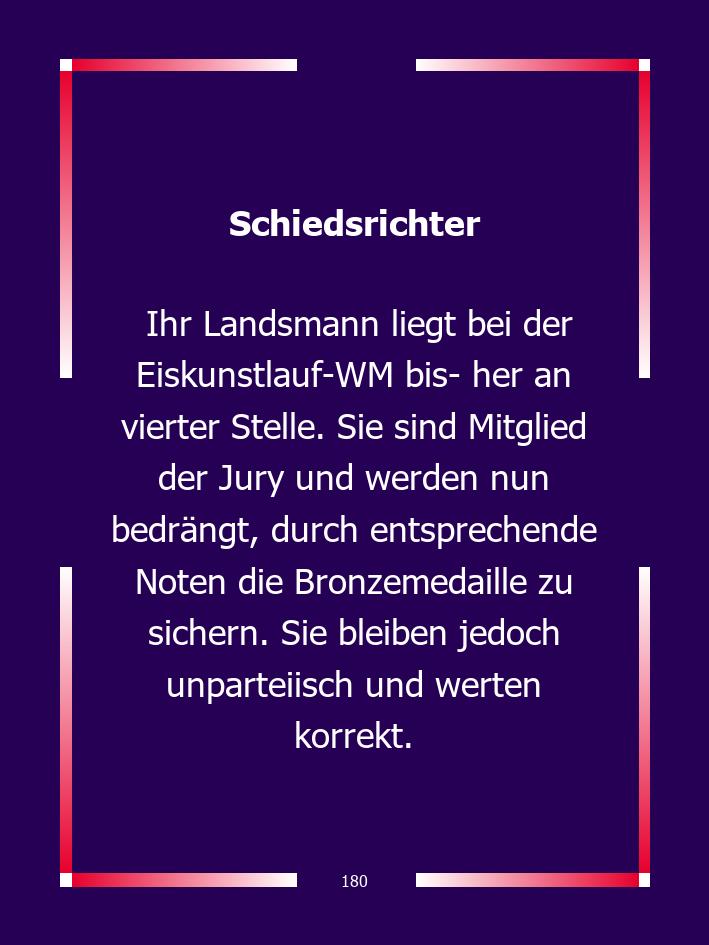 Schiedsrichter
Ihr Landsmann liegt bei der
Eiskunstlauf-WM bis- her an
vierter Stelle. Sie sind Mitglied
der Jury und werden nun
bedrängt, durch entsprechende
Noten die Bronzemedaille zu
sichern. Sie bleiben jedoch
unparteiisch und werten
korrekt.
180